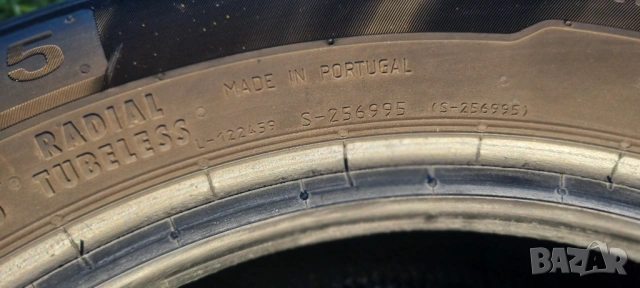 5
RADIAL
TUBELESS
MADE IN PORTUGAL
L-122459 S-256995 (S-256995)
BAZAR